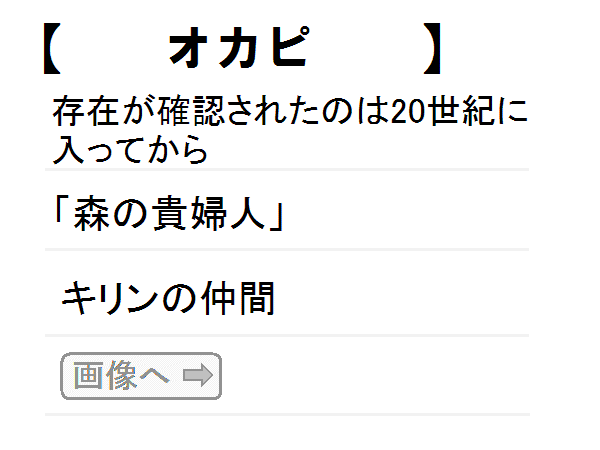 【　オカピ　】
存在が確認されたのは20世紀に
入ってから
「森の貴婦人」
キリンの仲間
画像へ ⇨